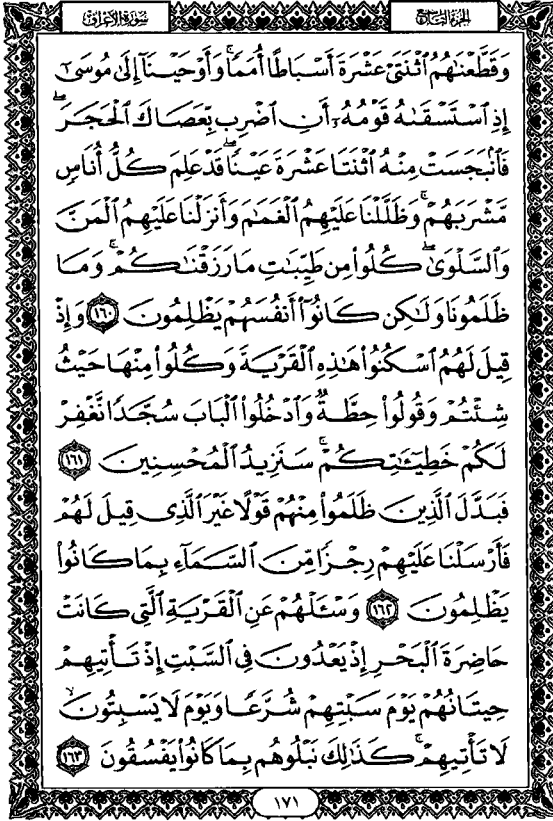 سُورَةُ الأَعْرَافِ
الجزء التاسع
وَقَطَّعْنَٰهُمُ ٱثْنَتَىْ عَشْرَةَ أَسْبَاطًا أُمَمًا ۚ وَأَوْحَيْنَآ إِلَىٰ مُوسَىٰٓ
إِذِ ٱسْتَسْقَىٰهُ قَوْمُهُۥٓ أَنِ ٱضْرِب بِّعَصَاكَ ٱلْحَجَرَ ۖ
فَٱنۢبَجَسَتْ مِنْهُ ٱثْنَتَا عَشْرَةَ عَيْنًا ۖ قَدْ عَلِمَ كُلُّ أُنَاسٍ
مَّشْرَبَهُمْ ۚ وَظَلَّلْنَا عَلَيْهِمُ ٱلْغَمَٰمَ وَأَنزَلْنَا عَلَيْهِمُ ٱلْمَنَّ
وَٱلسَّلْوَىٰ ۖ كُلُوا۟ مِن طَيِّبَٰتِ مَا رَزَقْنَٰكُمْ ۚ وَمَا
ظَلَمُونَا وَلَٰكِن كَانُوٓا۟ أَنفُسَهُمْ يَظْلِمُونَ ١٦٠ وَإِذْ
قِيلَ لَهُمُ ٱسْكُنُوا۟ هَٰذِهِ ٱلْقَرْيَةَ وَكُلُوا۟ مِنْهَا حَيْثُ
شِئْتُمْ وَقُولُوا۟ حِطَّةٌ وَٱدْخُلُوا۟ ٱلْبَابَ سُجَّدًا نَّغْفِرْ
لَكُمْ خَطِيٓـَٰٔتِكُمْ ۚ سَنَزِيدُ ٱلْمُحْسِنِينَ ١٦١
فَبَدَّلَ ٱلَّذِينَ ظَلَمُوا۟ مِنْهُمْ قَوْلًا غَيْرَ ٱلَّذِى قِيلَ لَهُمْ
فَأَرْسَلْنَا عَلَيْهِمْ رِجْزًا مِّنَ ٱلسَّمَآءِ بِمَا كَانُوا۟
يَظْلِمُونَ ١٦٢ وَسْـَٔلْهُمْ عَنِ ٱلْقَرْيَةِ ٱلَّتِى كَانَتْ
حَاضِرَةَ ٱلْبَحْرِ إِذْ يَعْدُونَ فِى ٱلسَّبْتِ إِذْ تَأْتِيهِمْ
حِيتَانُهُمْ يَوْمَ سَبْتِهِمْ شُرَّعًا وَيَوْمَ لَا يَسْبِتُونَ ۙ
لَا تَأْتِيهِمْ ۚ كَذَٰلِكَ نَبْلُوهُم بِمَا كَانُوا۟ يَفْسُقُونَ ١٦٣
١٧١